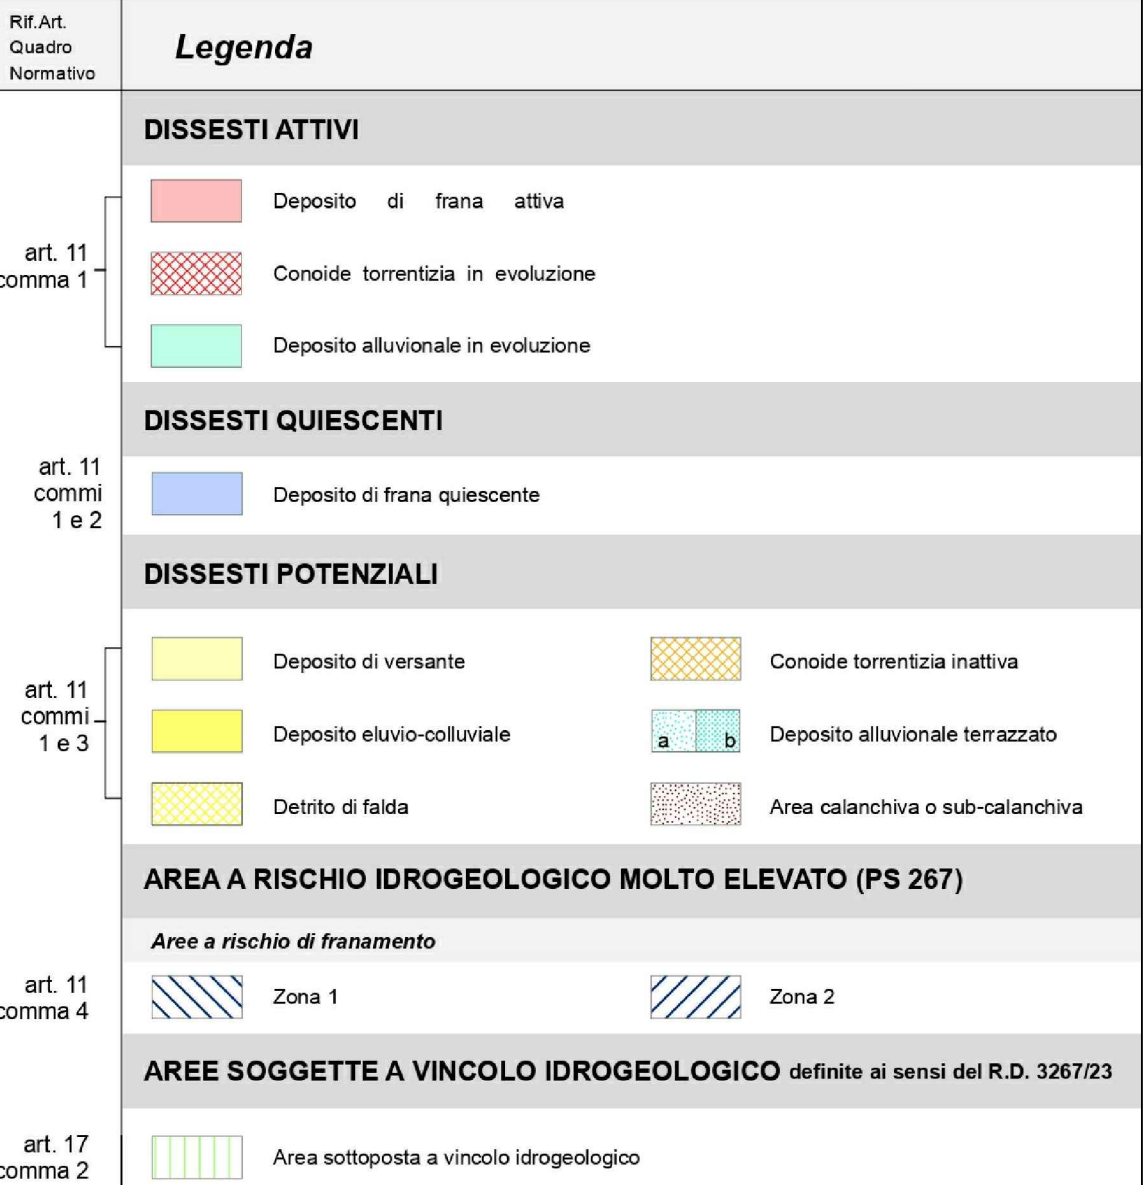 Rif.Art.
Quadro
Normativo
Legenda
DISSESTI ATTIVI
art. 11
comma 1
Deposito di frana attiva
Conoide torrentizia in evoluzione
Deposito alluvionale in evoluzione
DISSESTI QUIESCENTI
art. 11
commi
1 e 2
Deposito di frana quiescente
DISSESTI POTENZIALI
art. 11
commi
1 e 3
Deposito di versante
Conoide torrentizia inattiva
Deposito eluvio-colluviale
a b
Deposito alluvionale terrazzato
Detrito di falda
Area calanchiva o sub-calanchiva
AREA A RISCHIO IDROGEOLOGICO MOLTO ELEVATO (PS 267)
Aree a rischio di franamento
art. 11
comma 4
Zona 1
Zona 2
AREE SOGGETTE A VINCOLO IDROGEOLOGICO definite ai sensi del R.D. 3267/23
art. 17
comma 2
Area sottoposta a vincolo idrogeologico